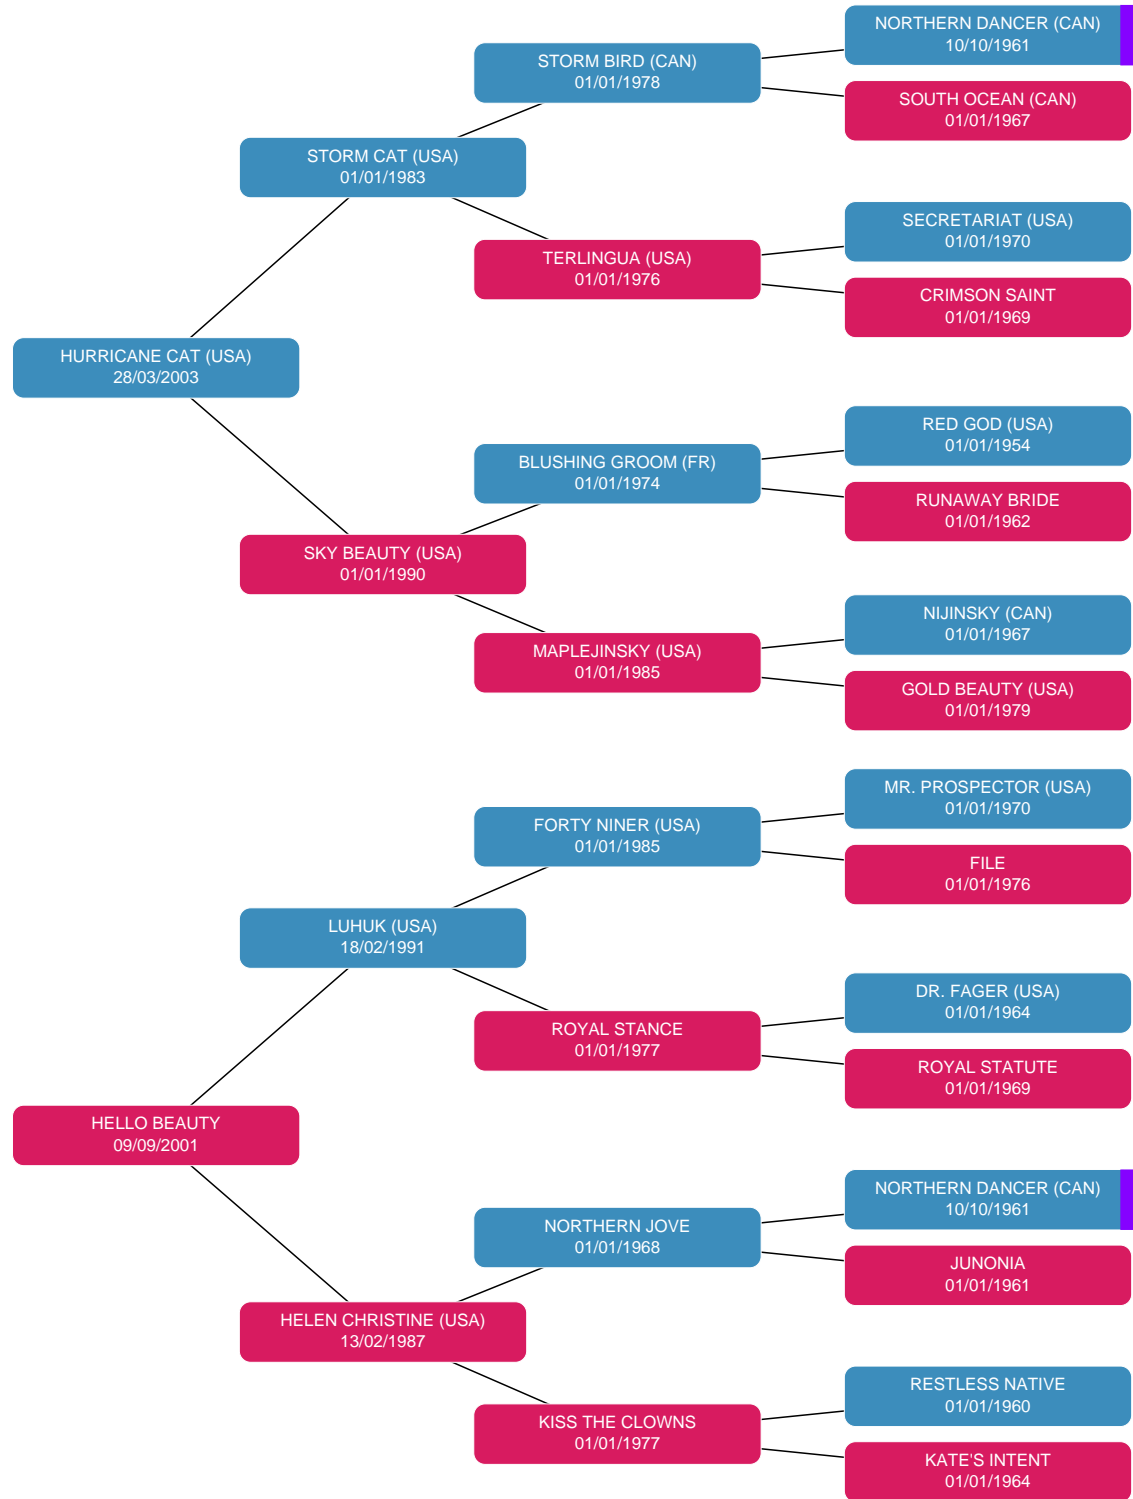 NORTHERN DANCER (CAN)
10/10/1961
STORM BIRD (CAN)
01/01/1978
SOUTH OCEAN (CAN)
01/01/1967
STORM CAT (USA)
01/01/1983
SECRETARIAT (USA)
01/01/1970
TERLINGUA (USA)
01/01/1976
CRIMSON SAINT
01/01/1969
HURRICANE CAT (USA)
28/03/2003
RED GOD (USA)
01/01/1954
BLUSHING GROOM (FR)
01/01/1974
RUNAWAY BRIDE
01/01/1962
SKY BEAUTY (USA)
01/01/1990
NIJINSKY (CAN)
01/01/1967
MAPLEJINSKY (USA)
01/01/1985
GOLD BEAUTY (USA)
01/01/1979
MR. PROSPECTOR (USA)
01/01/1970
FORTY NINER (USA)
01/01/1985
FILE
01/01/1976
LUHUK (USA)
18/02/1991
DR. FAGER (USA)
01/01/1964
ROYAL STANCE
01/01/1977
ROYAL STATUTE
01/01/1969
HELLO BEAUTY
09/09/2001
NORTHERN DANCER (CAN)
10/10/1961
NORTHERN JOVE
01/01/1968
JUNONIA
01/01/1961
HELEN CHRISTINE (USA)
13/02/1987
RESTLESS NATIVE
01/01/1960
KISS THE CLOWNS
01/01/1977
KATE'S INTENT
01/01/1964